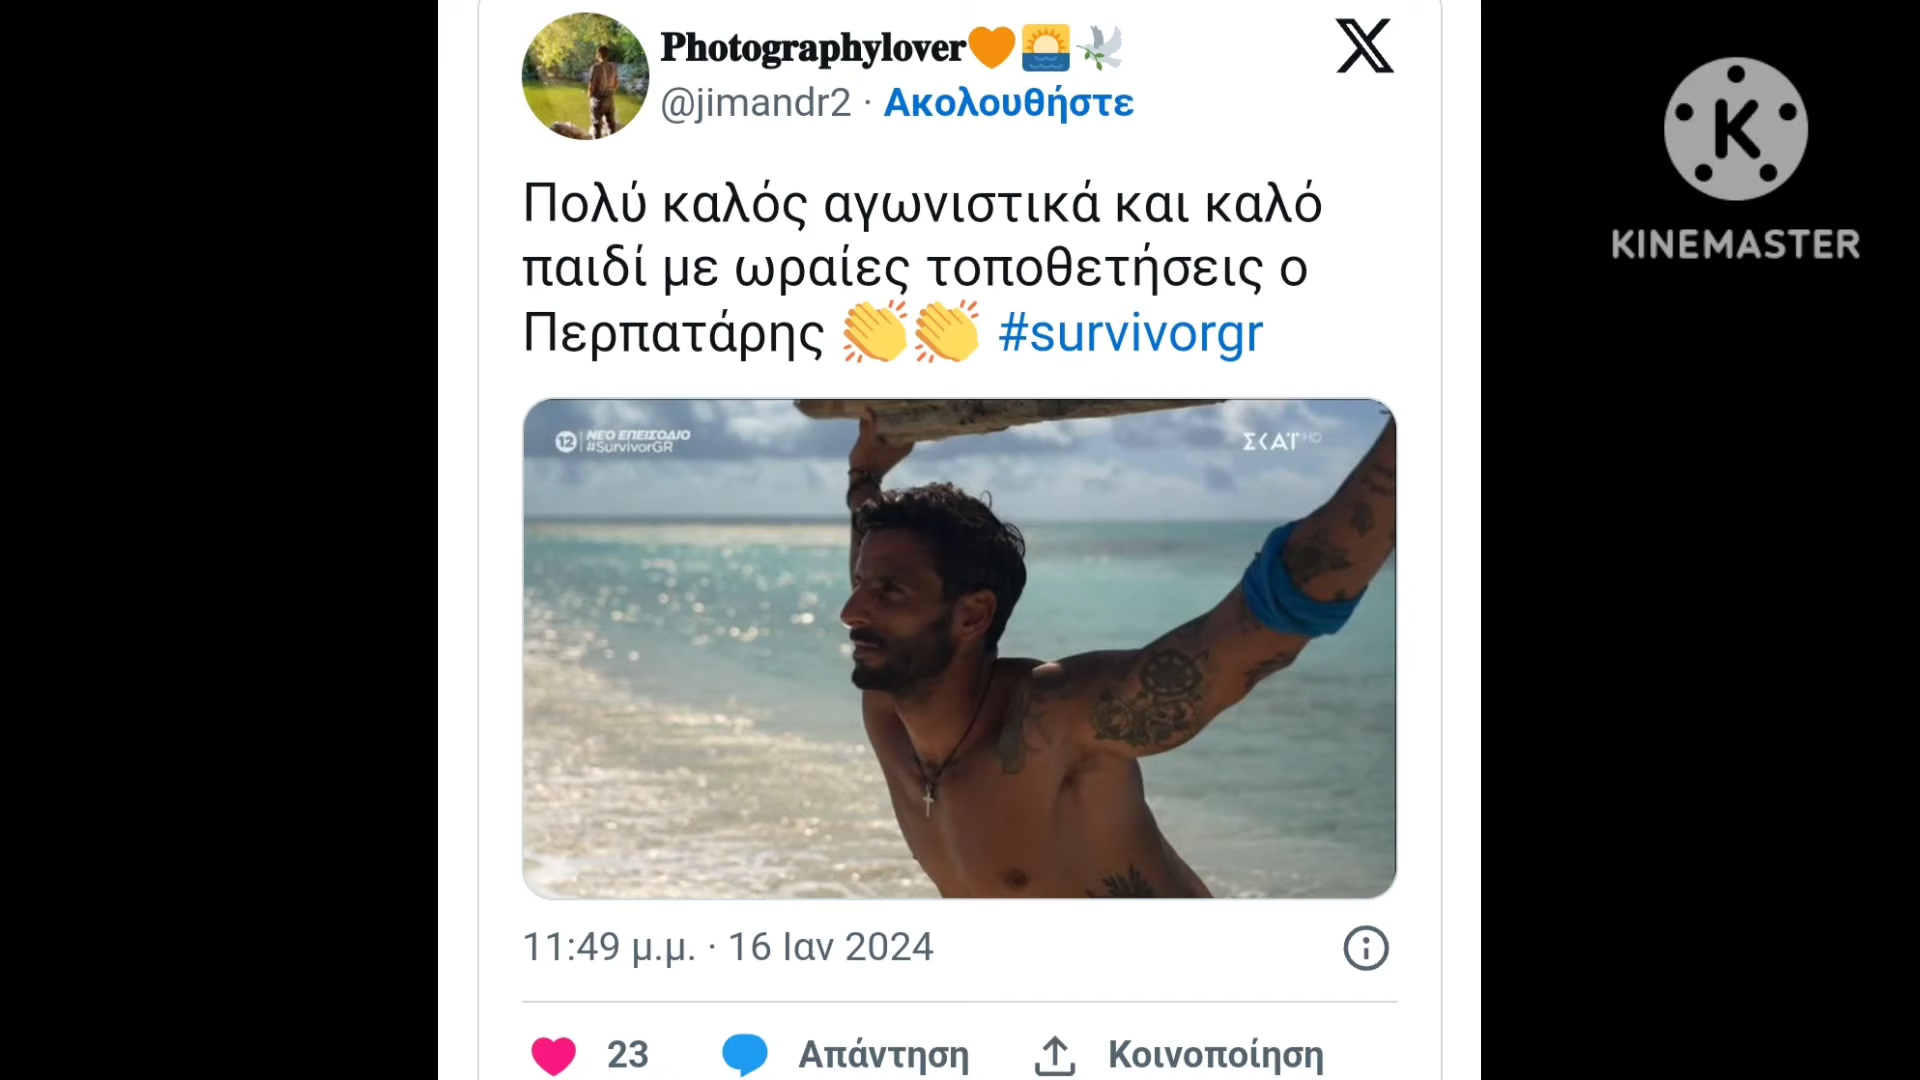 Photographylover🧡🌅🕊️
@jimandr2 · Ακολουθήστε
Πολύ καλός αγωνιστικά και καλό
παιδί με ωραίες τοποθετήσεις ο
Περπατάρης 👏👏 #survivorgr
12 ΝΕΟ ΕΠΕΙΣΟΔΙΟ
#SurvivorGR
ΣΚΑΪ HD
11:49 μ.μ. · 16 Ιαν 2024
23 Απάντηση Κοινοποίηση
K
KINEMASTER